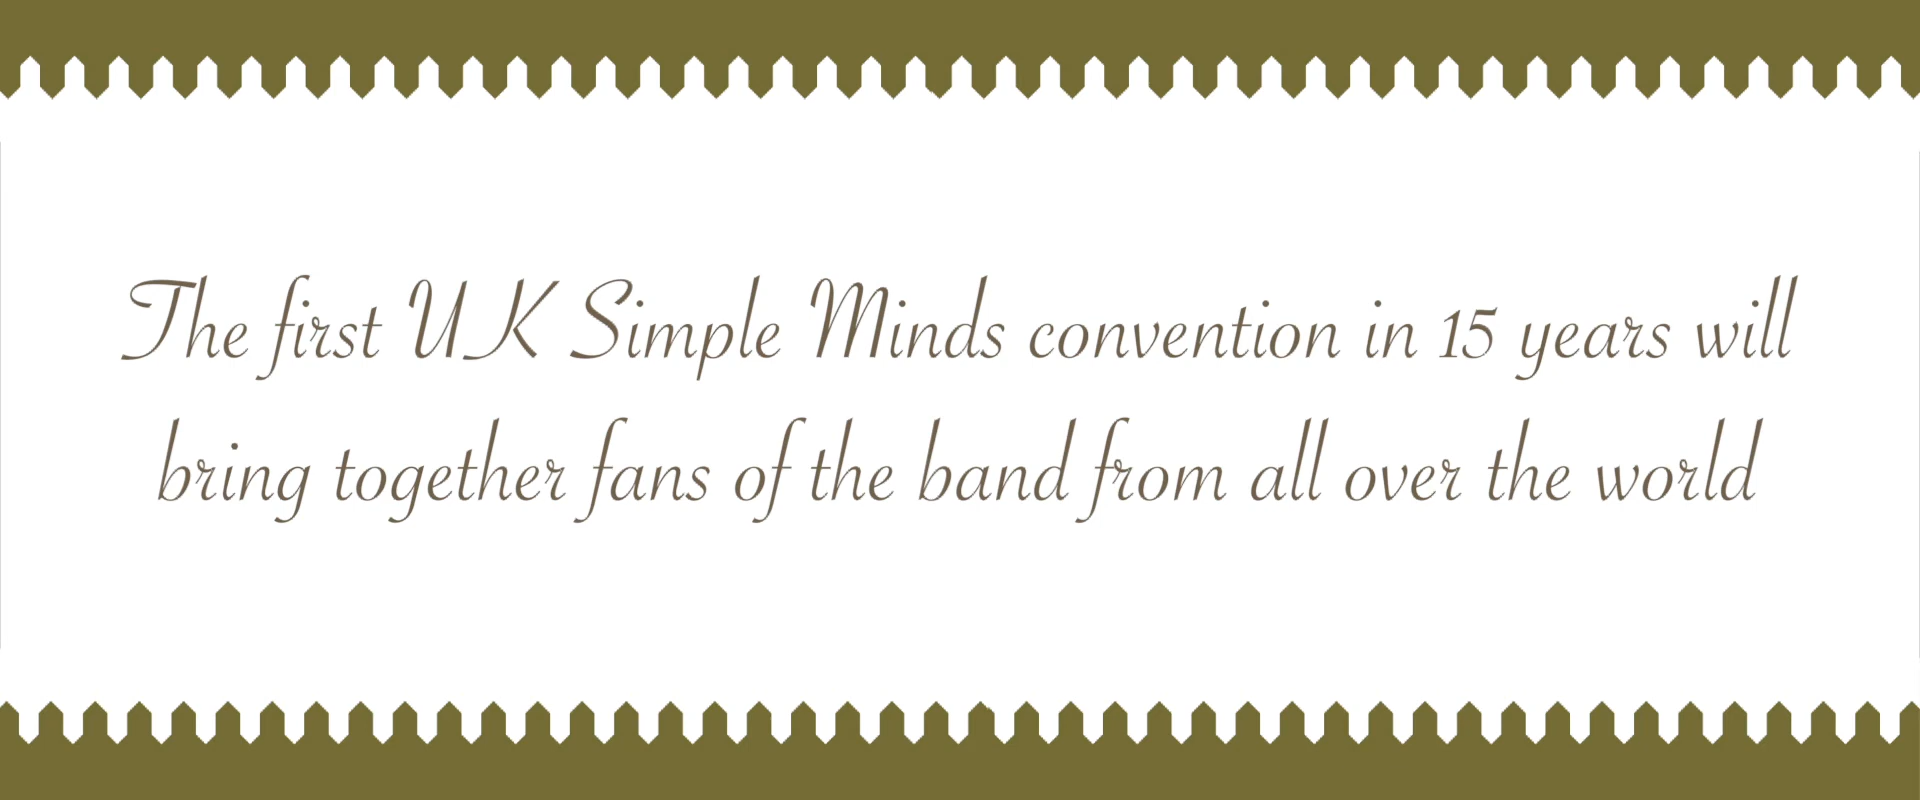 The first UK Simple Minds convention in 15 years will
bring together fans of the band from all over the world